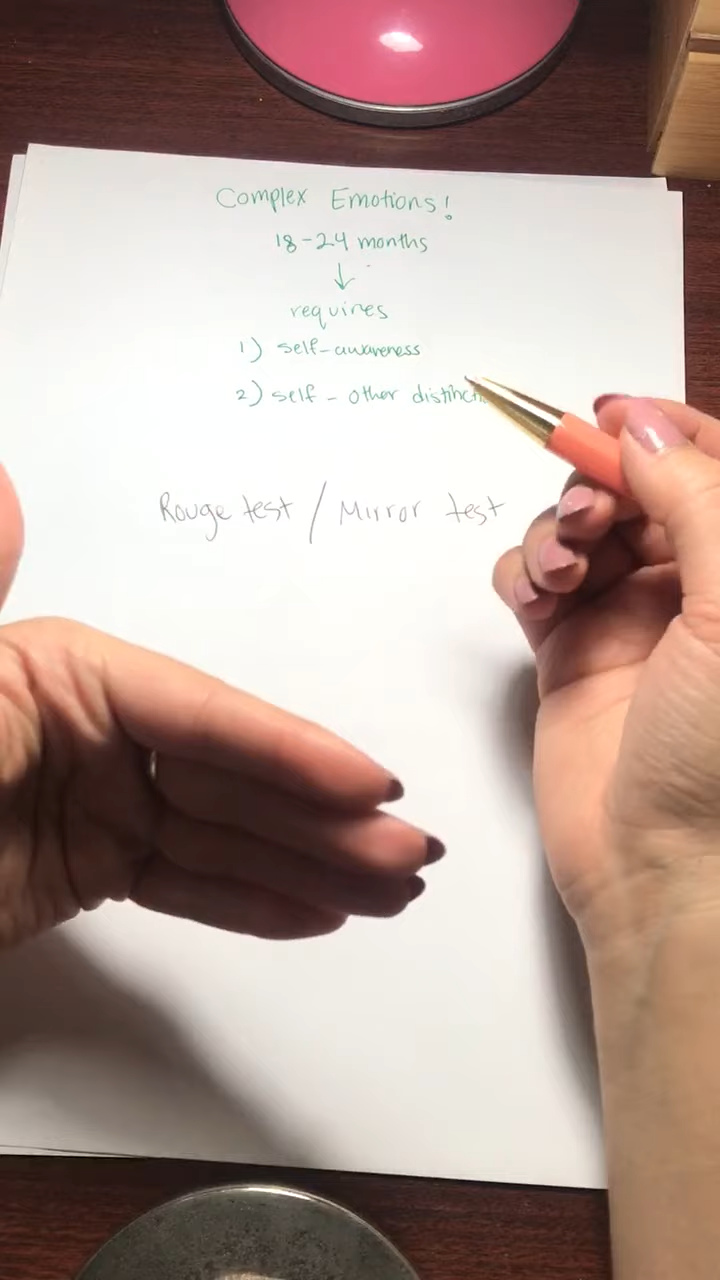 Complex Emotions!
18-24 months
↓
requires
1) self-awareness
2) self - other
Rouge test / Mirror test